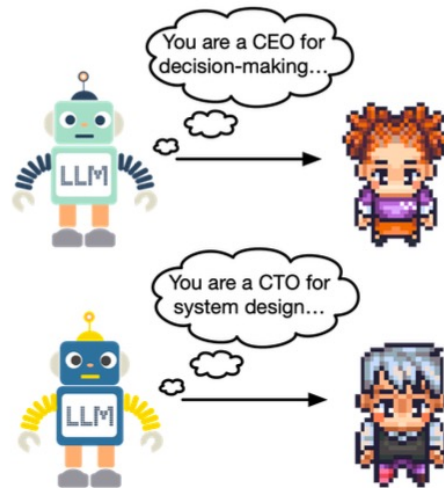 You are a CEO for
decision-making…
LLM
You are a CTO for
system design…
LLM